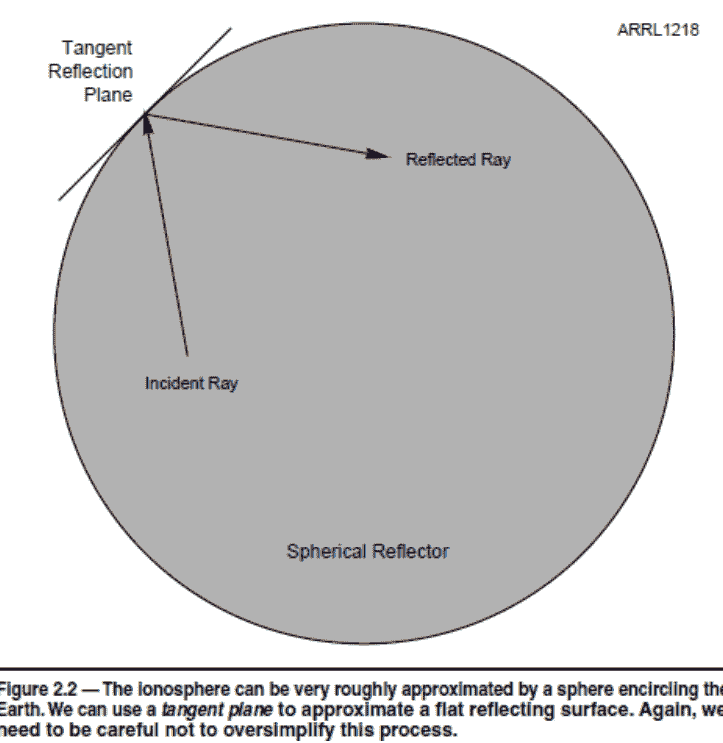 ARRL1218
Tangent
Reflection
Plane
Reflected Ray
Incident Ray
Spherical Reflector
Figure 2.2 — The ionosphere can be very roughly approximated by a sphere encirciing the
Earth. We can use a tangent plane to approximate a flat reflecting surface. Again, we
need to be careful not to oversimplify this process.